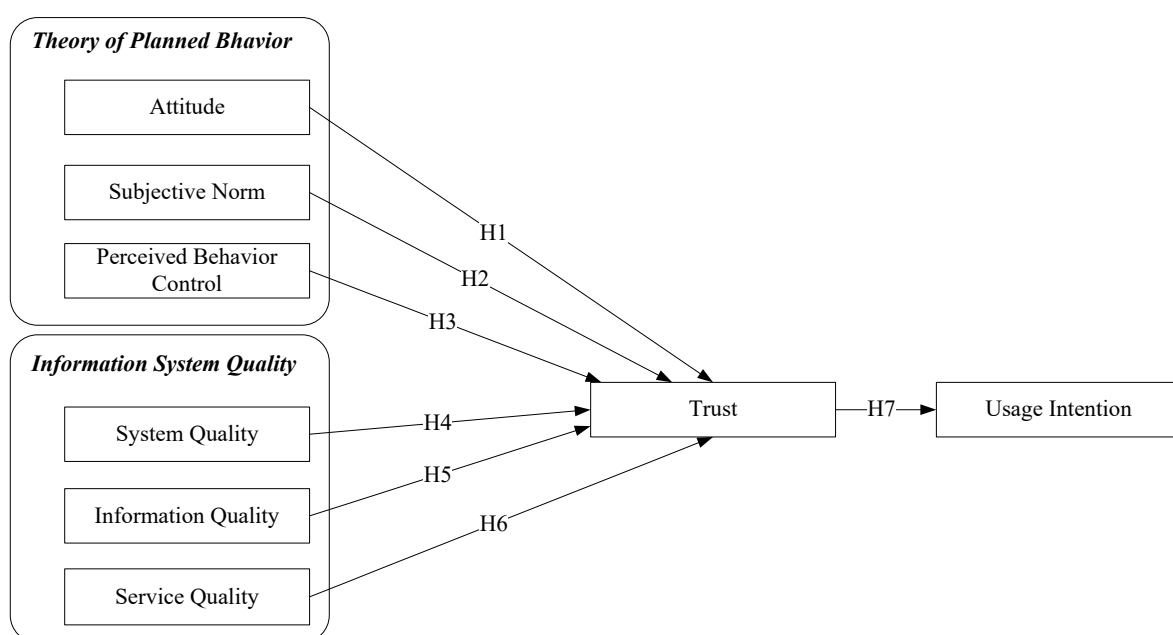 Theory of Planned Bhavior
Attitude
Subjective Norm
Perceived Behavior
Control
H1
H2
H3
Information System Quality
System Quality
Information Quality
Service Quality
H4
H5
H6
Trust
H7
Usage Intention